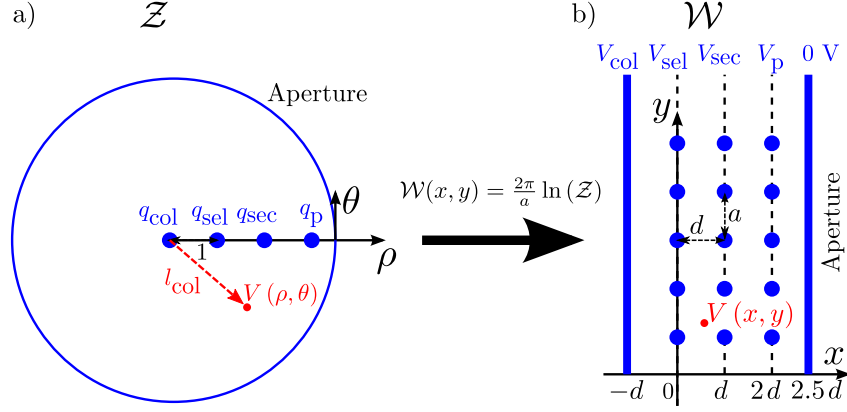 a)
𝒵
b)
𝒲
Aperture
V_col V_sel V_sec V_p 0 V
y
q_col q_sel q_sec q_p θ
𝒲(x, y) = \frac{2π}{a} ln (𝒵)
a
d
1
ρ
l_col
V (ρ, θ)
V (x, y)
Aperture
x
−d 0 d 2d 2.5d